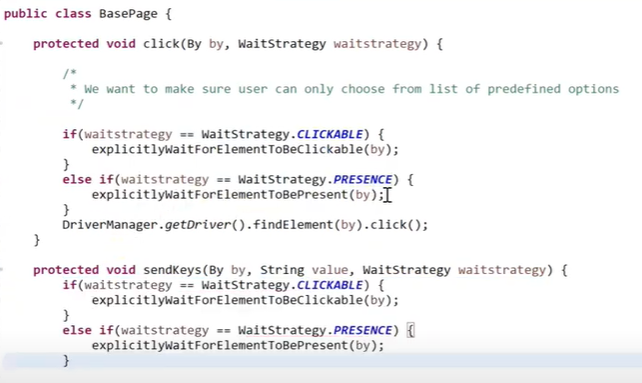 public class BasePage {
protected void click(By by, WaitStrategy waitstrategy) {
/*
* We want to make sure user can only choose from list of predefined options
*/
if(waitstrategy == WaitStrategy.CLICKABLE) {
explicitlyWaitForElementToBeClickable(by);
}
else if(waitstrategy == WaitStrategy.PRESENCE) {
explicitlyWaitForElementToBePresent(by);
}
DriverManager.getDriver().findElement(by).click();
}
protected void sendKeys(By by, String value, WaitStrategy waitstrategy) {
if(waitstrategy == WaitStrategy.CLICKABLE) {
explicitlyWaitForElementToBeClickable(by);
}
else if(waitstrategy == WaitStrategy.PRESENCE) {
explicitlyWaitForElementToBePresent(by);
}